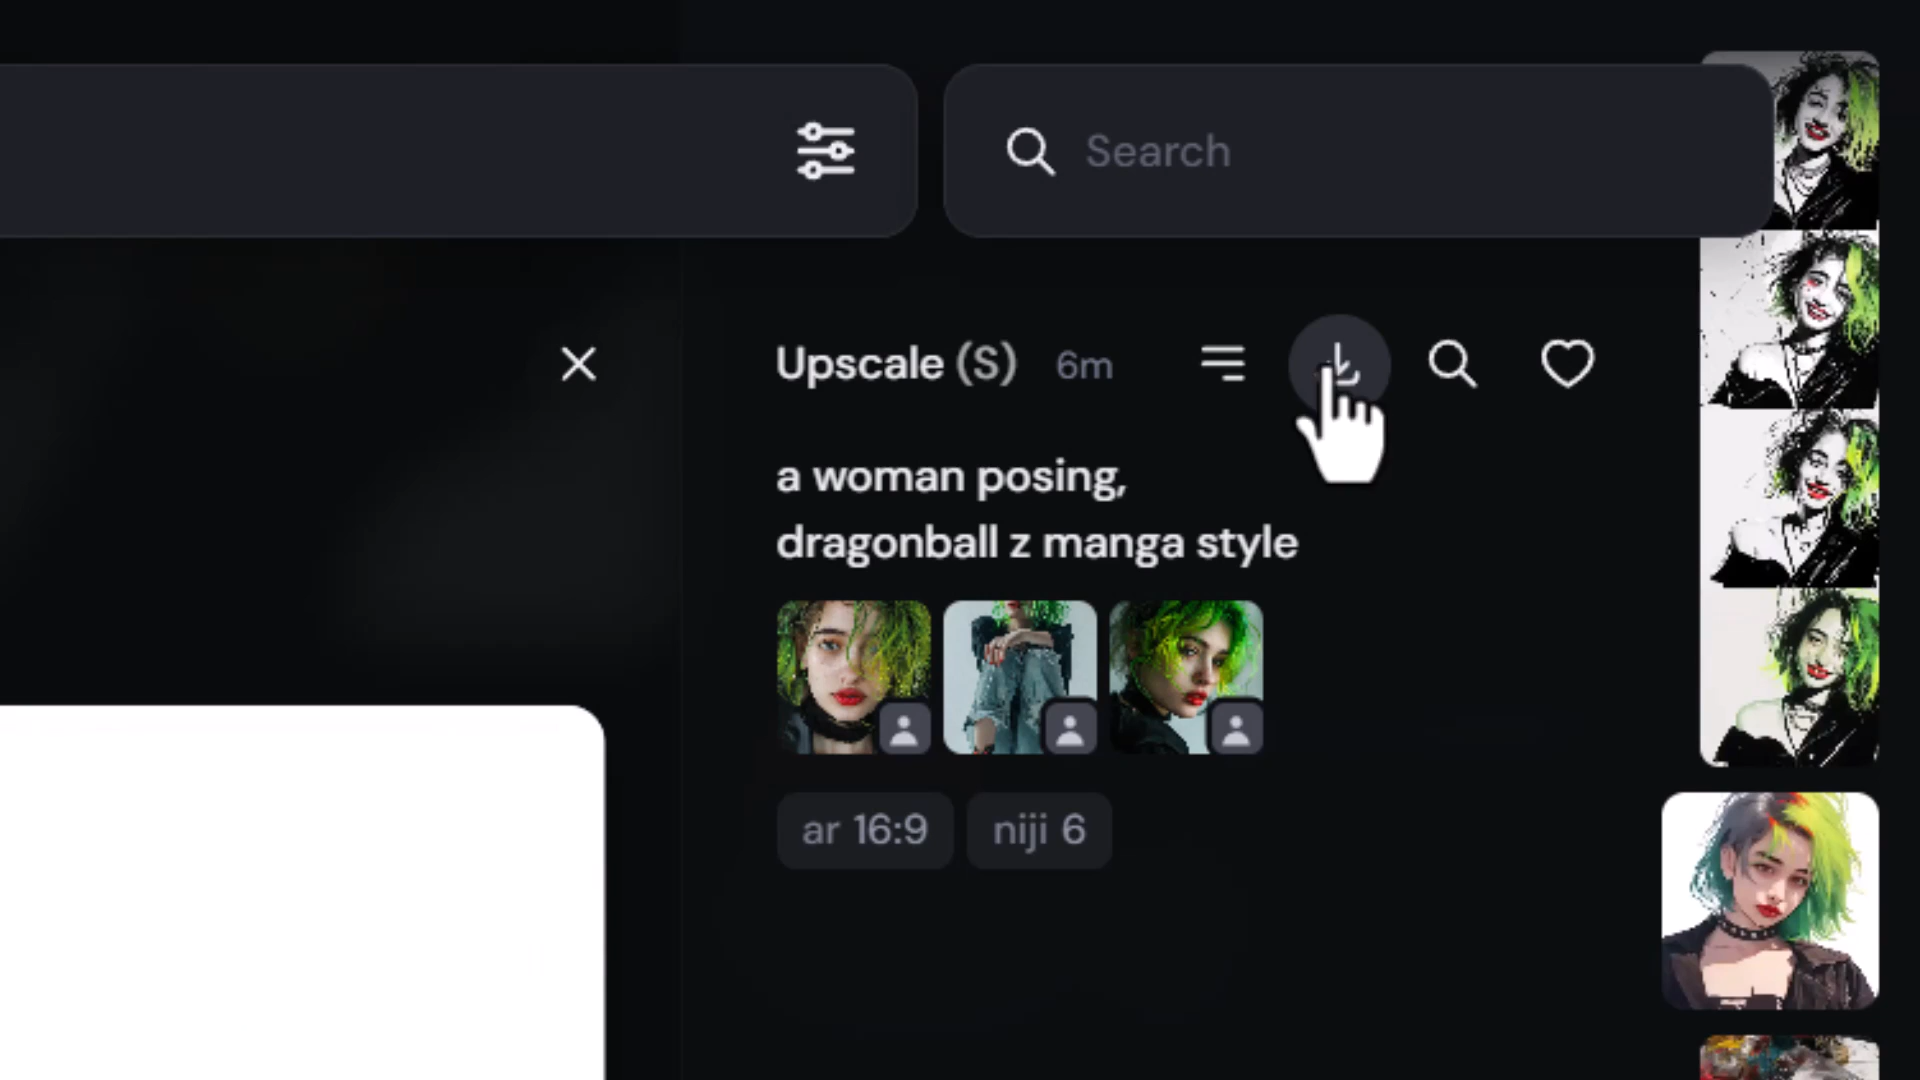 Search
Upscale (S) 6m
a woman posing,
dragonball z manga style
ar 16:9 niji 6